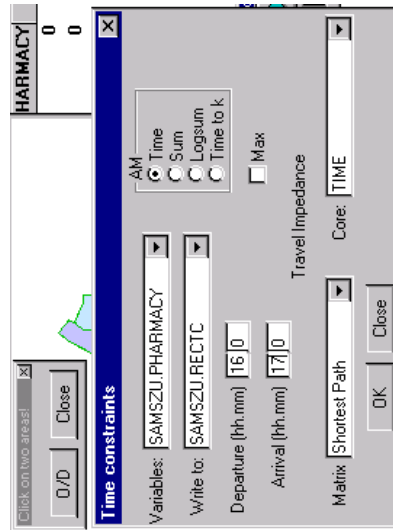 Click on two areas!
O/D
Close
HARMACY
0
0
Time constraints
Variables:
SAMSZU.PHARMACY
Write to:
SAMSZU.RECTC
Departure (hh.mm)
16
0
Arrival (hh.mm)
17
0
AM
Time
Sum
Logsum
Time to k
Max
Travel Impedance
Matrix
Shortest Path
Core:
TIME
OK
Close